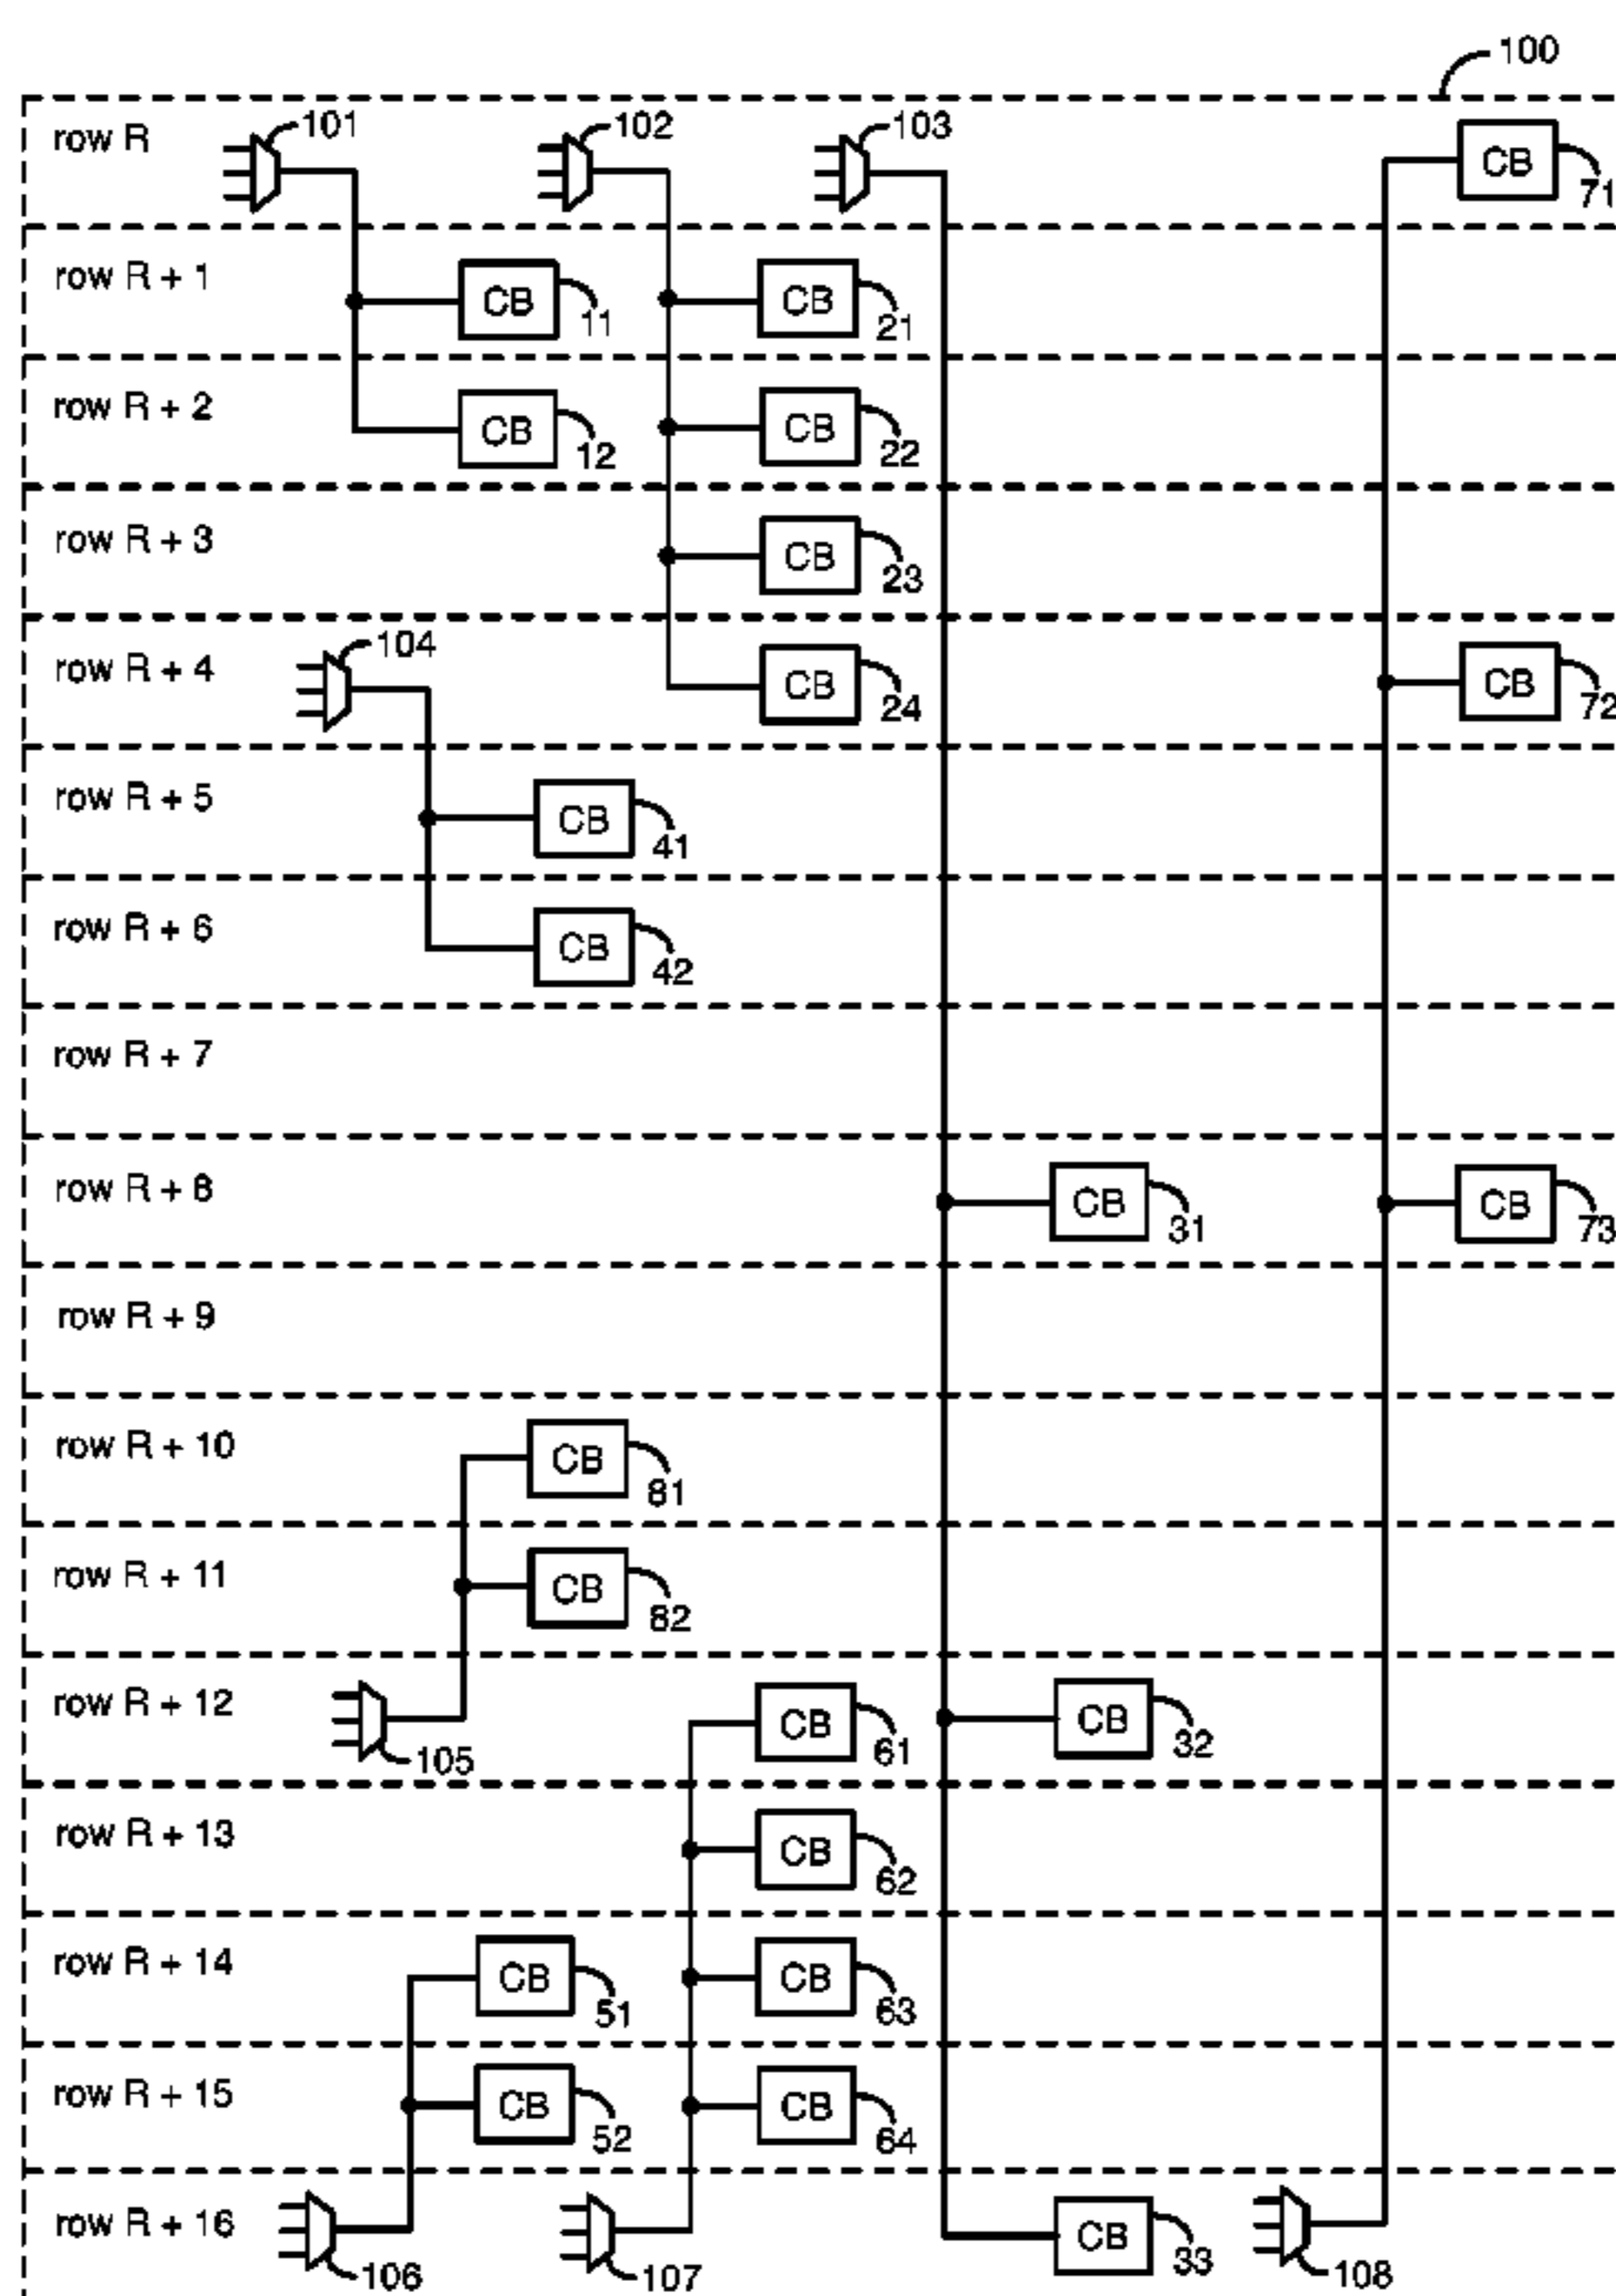 100
row R
101
102
103
CB
71
row R + 1
CB
11
CB
21
row R + 2
CB
12
CB
22
row R + 3
CB
23
row R + 4
104
CB
24
CB
72
row R + 5
CB
41
row R + 6
CB
42
row R + 7
row R + 8
CB
31
CB
73
row R + 9
row R + 10
CB
81
row R + 11
CB
82
row R + 12
105
CB
61
CB
32
row R + 13
CB
62
row R + 14
CB
51
CB
63
row R + 15
CB
52
CB
64
row R + 16
106
107
CB
33
108